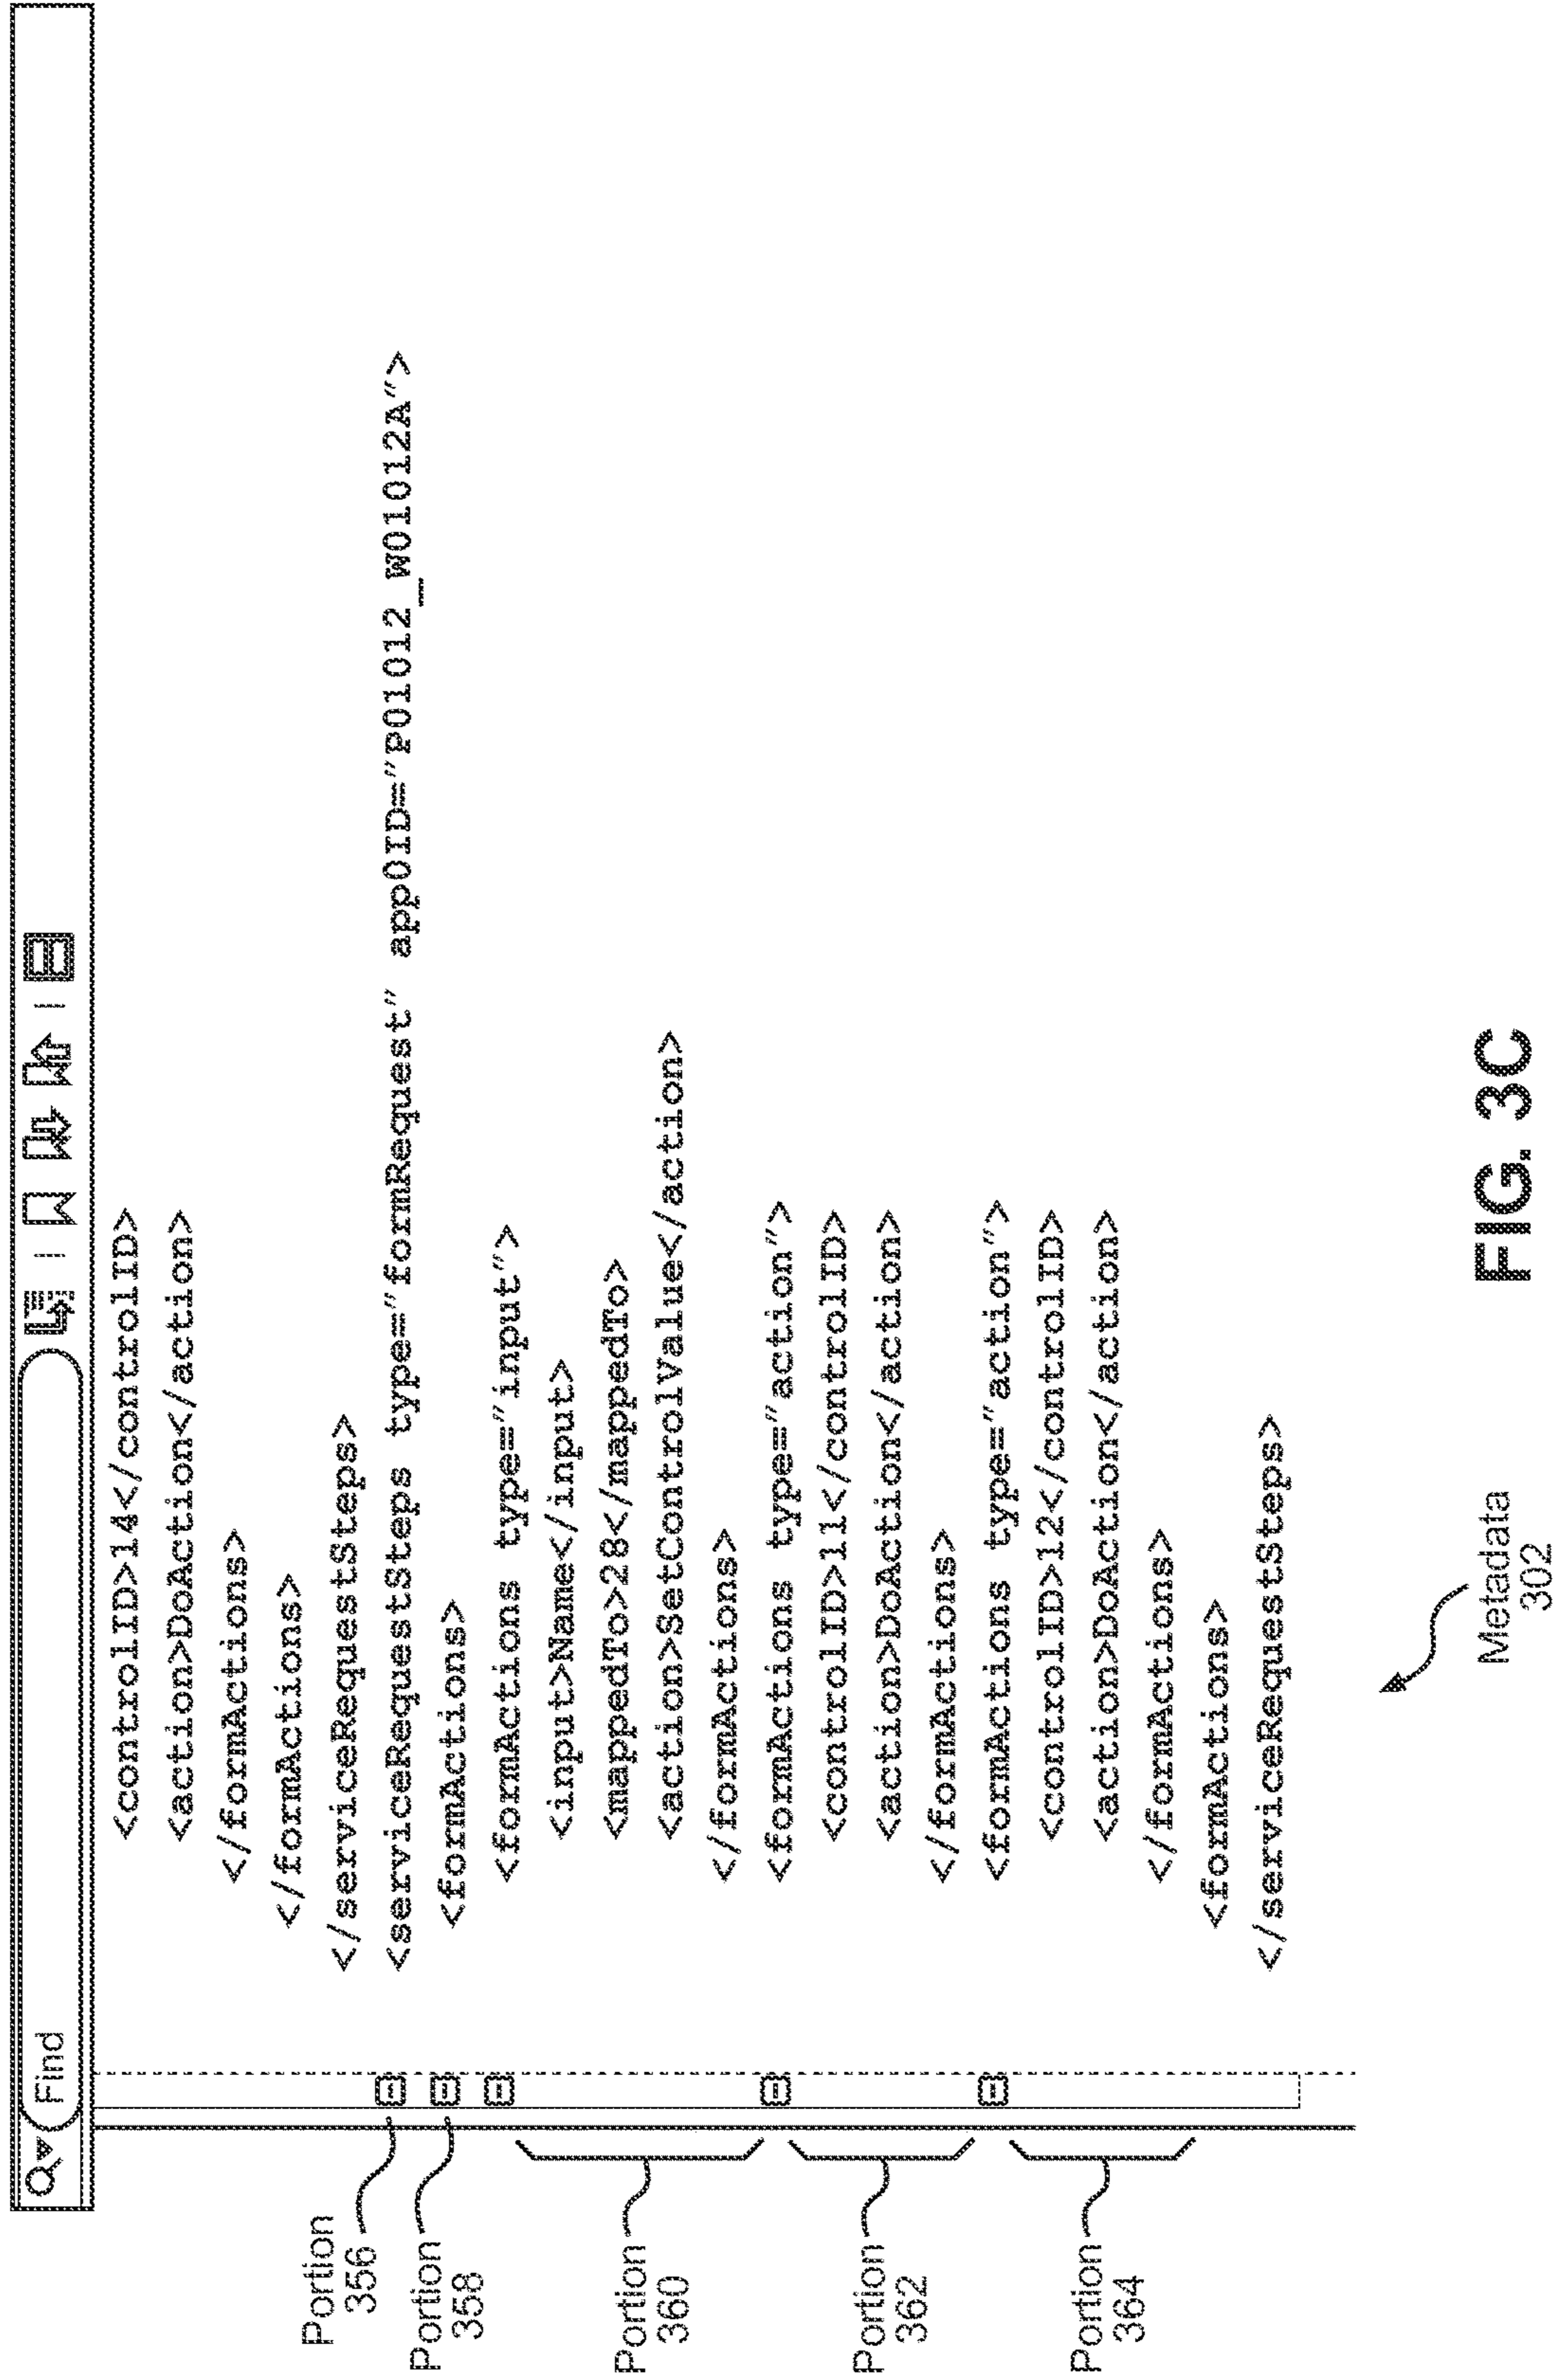 Find
<controlID>14</controlID>
<action>DoAction</action>
</formActions>
</formActions>
</serviceRequestSteps>
Portion
356
<serviceRequestSteps type="formRequest" appOID="P01012_W01012A">
Portion
358
<formActions>
<formActions type="input">
<input>Name</input>
<mappedTo>28</mappedTo>
<action>SetControlValue</action>
</formActions>
Portion
360
<formActions type="action">
<controlID>11</controlID>
<action>DoAction</action>
</formActions>
Portion
362
<formActions type="action">
<controlID>12</controlID>
<action>DoAction</action>
</formActions>
Portion
364
<formActions>
</serviceRequestSteps>
Metadata
302
FIG. 3C